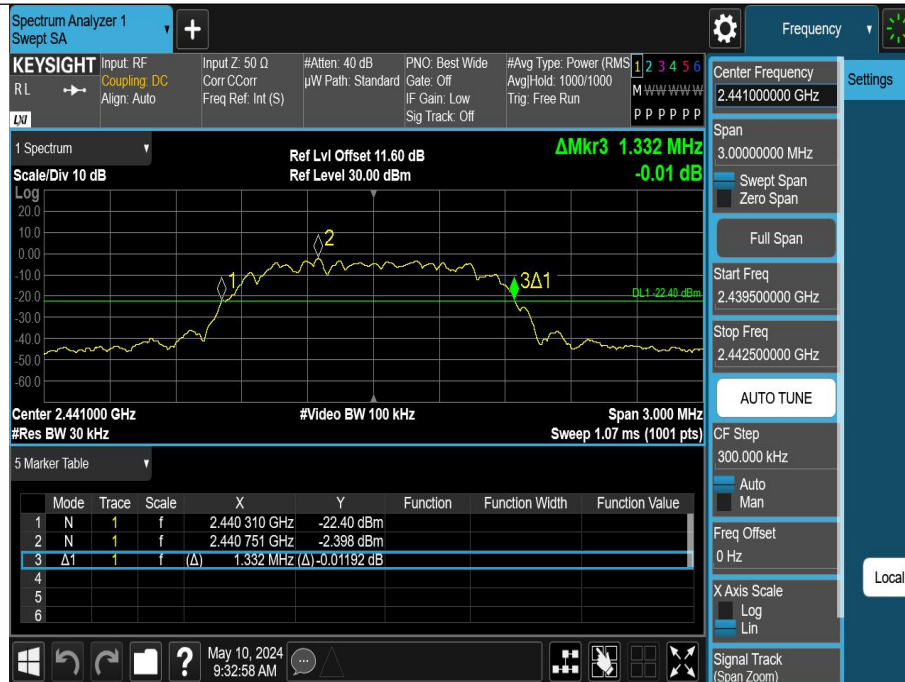 Spectrum Analyzer 1
Swept SA
+
Frequency
KEYSIGHT
RL
LXI
Input: RF
Coupling: DC
Align: Auto
Input Z: 50 Ω
Corr CCorr
Freq Ref: Int (S)
#Atten: 40 dB
µW Path: Standard
PNO: Best Wide
Gate: Off
IF Gain: Low
Sig Track: Off
#Avg Type: Power (RMS
Avg|Hold: 1000/1000
Trig: Free Run
1 2 3 4 5 6
M W W W W W
P P P P P P
1 Spectrum
Scale/Div 10 dB
Ref Lvl Offset 11.60 dB
Ref Level 30.00 dBm
ΔMkr3 1.332 MHz
-0.01 dB
Log
20.0
10.0
0.00
-10.0
-20.0
-30.0
-40.0
-50.0
-60.0
1
2
3Δ1
DL1 -22.40 dBm
Center 2.441000 GHz
#Video BW 100 kHz
Span 3.000 MHz
#Res BW 30 kHz
Sweep 1.07 ms (1001 pts)
5 Marker Table
Mode Trace Scale X Y Function Function Width Function Value
1 N 1 f 2.440 310 GHz -22.40 dBm
2 N 1 f 2.440 751 GHz -2.398 dBm
3 Δ1 1 f (Δ) 1.332 MHz (Δ) -0.01192 dB
4
5
6
?
May 10, 2024
9:32:58 AM
Center Frequency
2.441000000 GHz
Settings
Span
3.00000000 MHz
Swept Span
Zero Span
Full Span
Start Freq
2.439500000 GHz
Stop Freq
2.442500000 GHz
AUTO TUNE
CF Step
300.000 kHz
Auto
Man
Freq Offset
0 Hz
Local
X Axis Scale
Log
Lin
Signal Track
(Span Zoom)